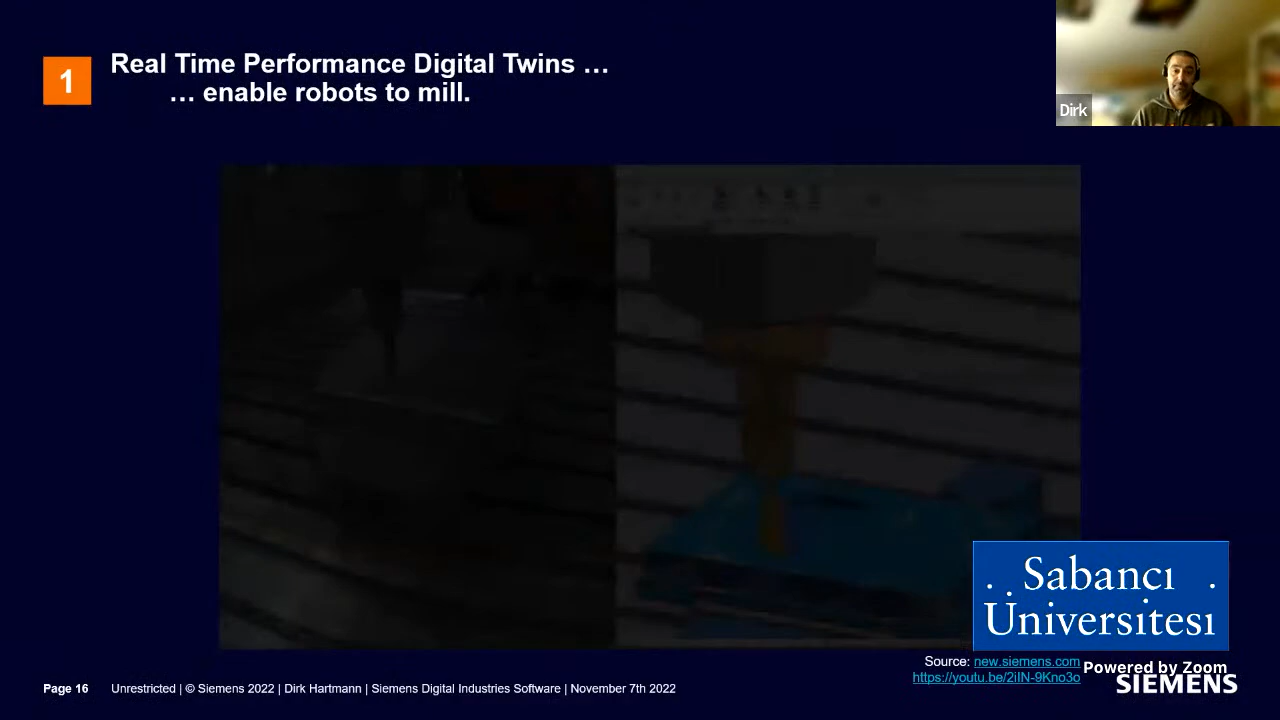 1
Real Time Performance Digital Twins …
… enable robots to mill.
Dirk
Sabancı
Üniversitesi
Source: new.siemens.com
https://youtu.be/2iIN-9Kno3o
Powered by Zoom
SIEMENS
Page 16
Unrestricted | © Siemens 2022 | Dirk Hartmann | Siemens Digital Industries Software | November 7th 2022